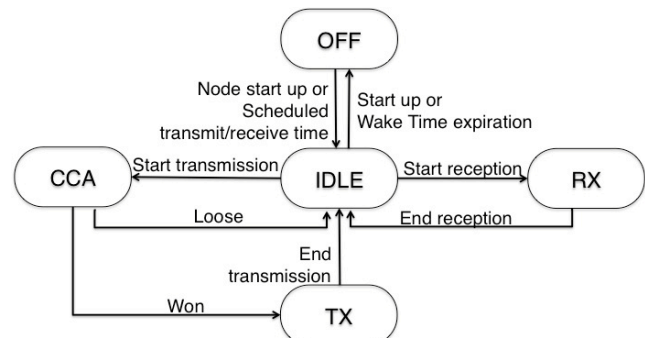 OFF
Node start up or
Scheduled
transmit/receive time
Start up or
Wake Time expiration
CCA
Start transmission
IDLE
Start reception
RX
Loose
End reception
End
transmission
Won
TX